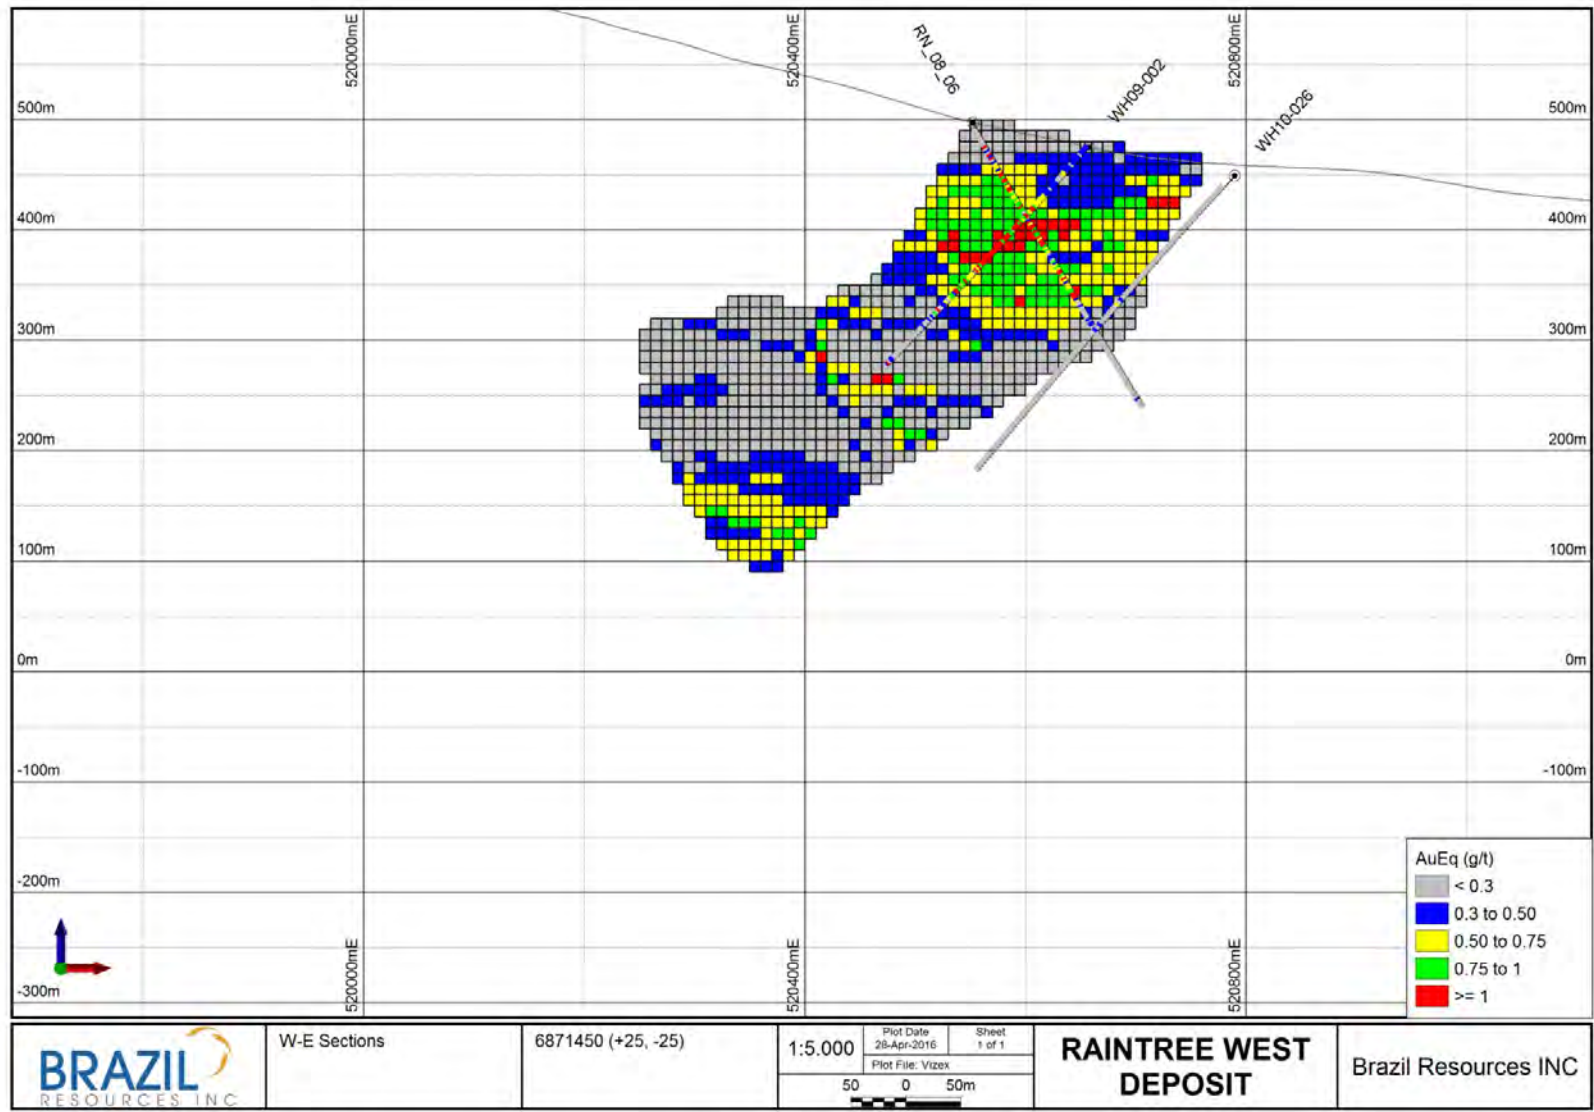 520000mE
520400mE
520800mE
RN_08_06
WH09-002
WH10-026
500m
500m
400m
400m
300m
300m
200m
200m
100m
100m
0m
0m
-100m
-100m
-200m
-200m
-300m
-300m
520000mE
520400mE
520800mE
AuEq (g/t)
< 0.3
0.3 to 0.50
0.50 to 0.75
0.75 to 1
>= 1
BRAZIL
RESOURCES INC
W-E Sections
6871450 (+25, -25)
1:5.000
Plot Date
28-Apr-2016
Sheet
1 of 1
Plot File: Vizex
50 0 50m
RAINTREE WEST
DEPOSIT
Brazil Resources INC